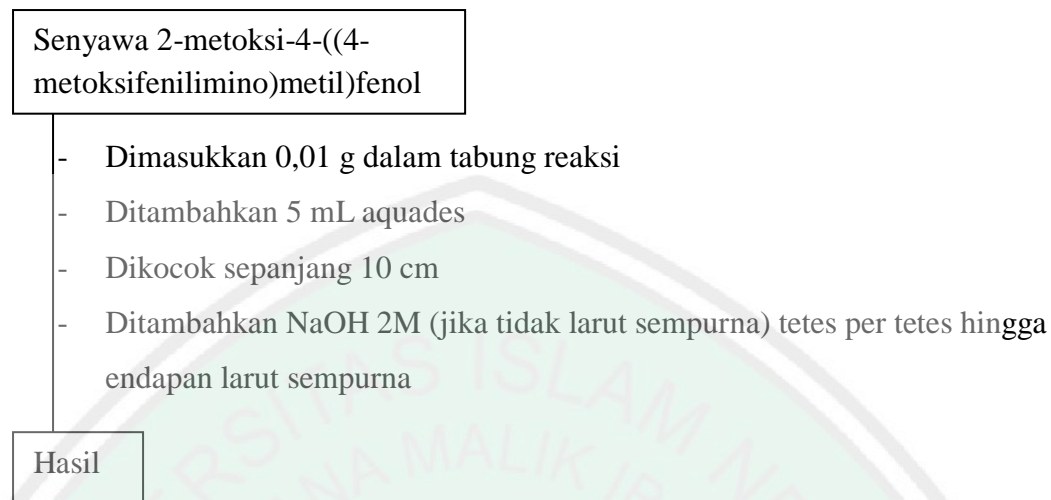 Senyawa 2-metoksi-4-((4-
metoksifenilimino)metil)fenol
- Dimasukkan 0,01 g dalam tabung reaksi
- Ditambahkan 5 mL aquades
- Dikocok sepanjang 10 cm
- Ditambahkan NaOH 2M (jika tidak larut sempurna) tetes per tetes hingga
endapan larut sempurna
Hasil